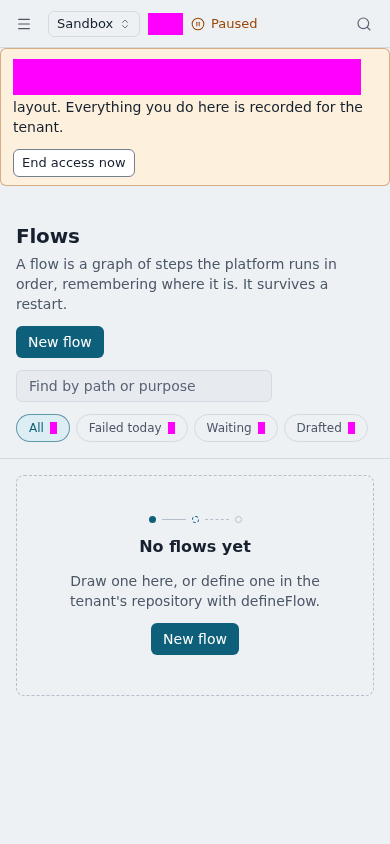 Sandbox
Paused
layout. Everything you do here is recorded for the
tenant.
End access now
Flows
A flow is a graph of steps the platform runs in
order, remembering where it is. It survives a
restart.
New flow
Find by path or purpose
All
Failed today
Waiting
Drafted
No flows yet
Draw one here, or define one in the
tenant's repository with defineFlow.
New flow